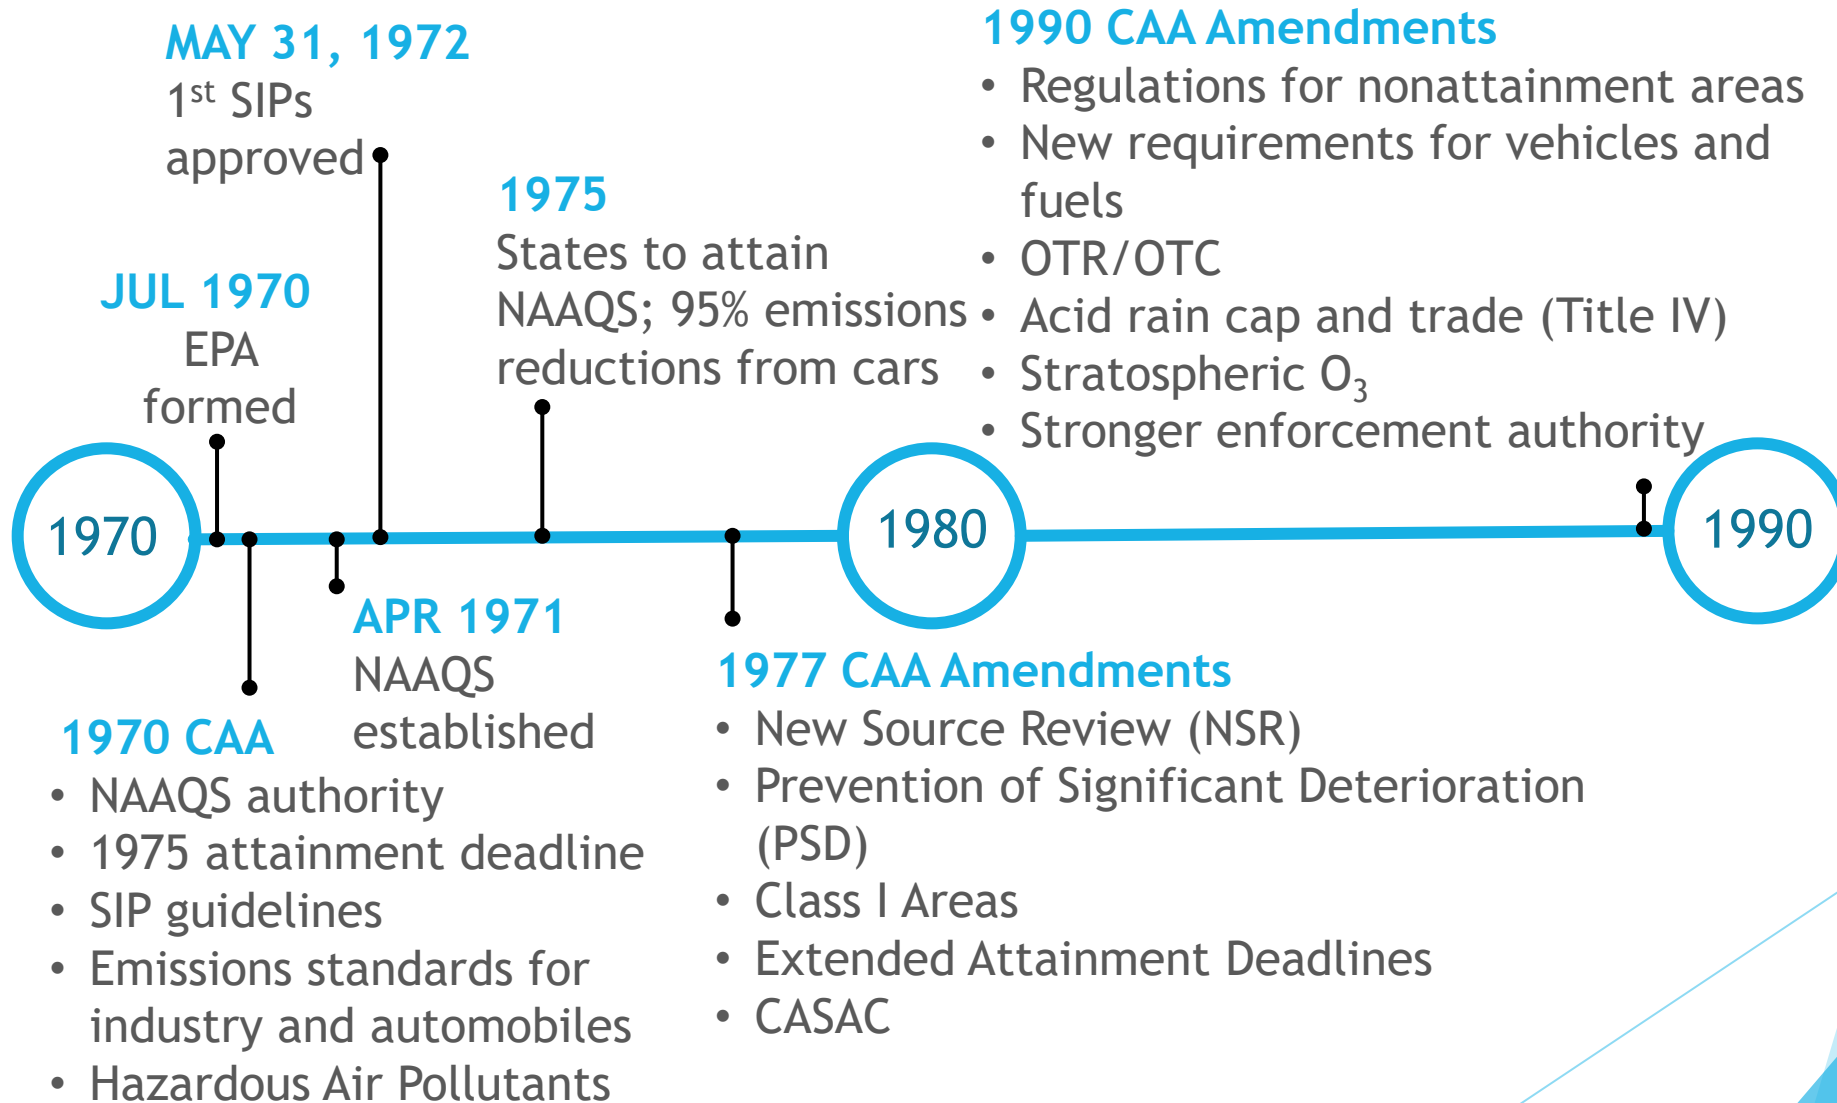 MAY 31, 1972
1st SIPs
approved
JUL 1970
EPA
formed
1975
States to attain
NAAQS; 95% emissions
reductions from cars
1990 CAA Amendments
• Regulations for nonattainment areas
• New requirements for vehicles and
fuels
• OTR/OTC
• Acid rain cap and trade (Title IV)
• Stratospheric O3
• Stronger enforcement authority
1970
1980
1990
1970 CAA
• NAAQS authority
• 1975 attainment deadline
• SIP guidelines
• Emissions standards for
industry and automobiles
• Hazardous Air Pollutants
APR 1971
NAAQS
established
1977 CAA Amendments
• New Source Review (NSR)
• Prevention of Significant Deterioration
(PSD)
• Class I Areas
• Extended Attainment Deadlines
• CASAC